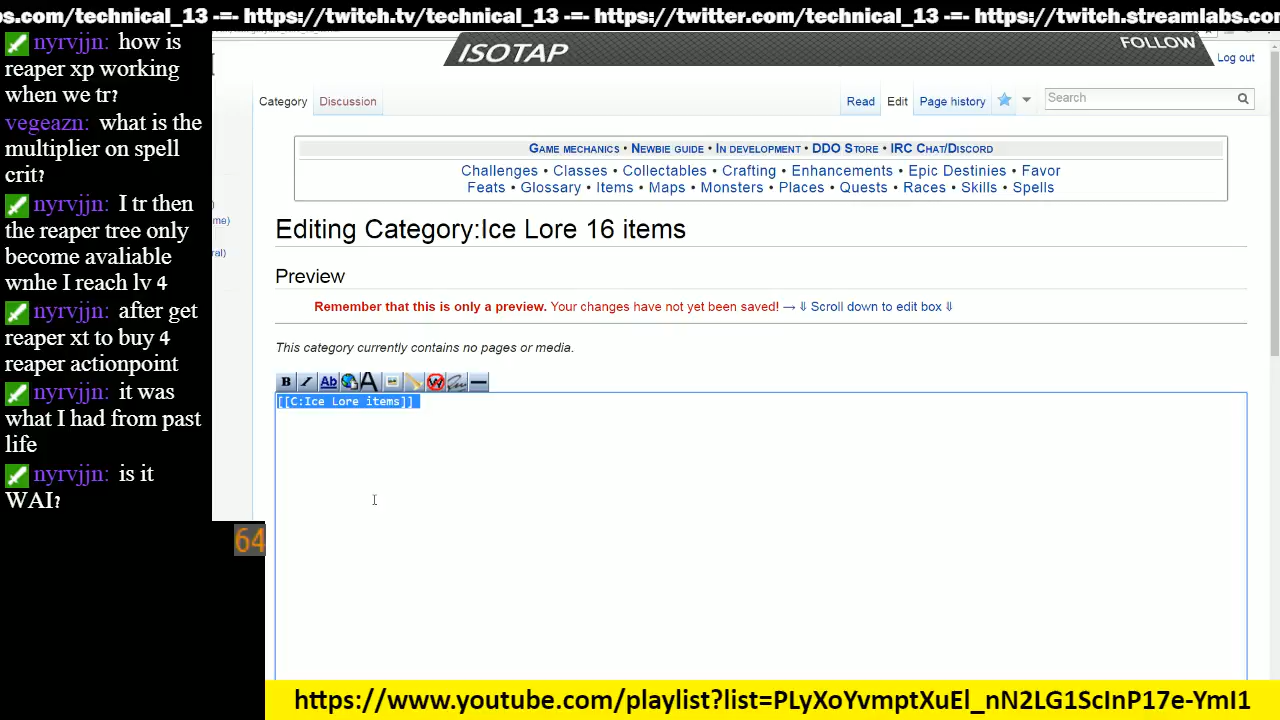 os.com/technical_13 -=- https://twitch.tv/technical_13 -=- https://twitter.com/technical_13 -=- https://twitch.streamlabs.co
nyrvjjn: how is
reaper xp working
when we tr?
vegeazn: what is the
multiplier on spell
crit?
nyrvjjn: I tr then
the reaper tree only
become avaliable
wnhe I reach lv 4
nyrvjjn: after get
reaper xt to buy 4
reaper actionpoint
nyrvjjn: it was
what I had from past
life
nyrvjjn: is it
WAI?
64
ISOTAP
FOLLOW
Log out
Category Discussion Read Edit Page history Search
Game mechanics • Newbie guide • In development • DDO Store • IRC Chat/Discord
Challenges • Classes • Collectables • Crafting • Enhancements • Epic Destinies • Favor
Feats • Glossary • Items • Maps • Monsters • Places • Quests • Races • Skills • Spells
me)
ral)
Editing Category:Ice Lore 16 items
Preview
Remember that this is only a preview. Your changes have not yet been saved! → ⇓ Scroll down to edit box ⇓
This category currently contains no pages or media.
B I Ab A W
[[C:Ice Lore items]]
https://www.youtube.com/playlist?list=PLyXoYvmptXuEl_nN2LG1ScInP17e-YmI1